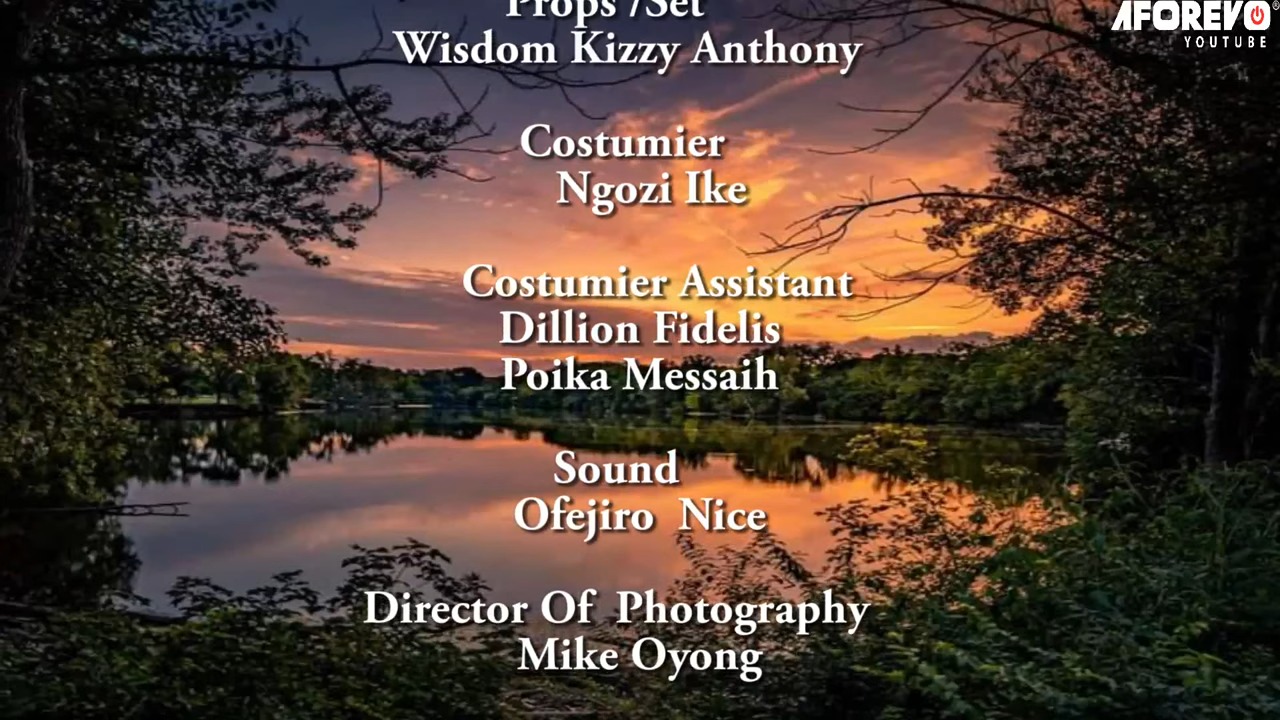 Props /Set
Wisdom Kizzy Anthony
AFOREVO
YOUTUBE
Costumier
Ngozi Ike
Costumier Assistant
Dillion Fidelis
Poika Messaih
Sound
Ofejiro Nice
Director Of Photography
Mike Oyong